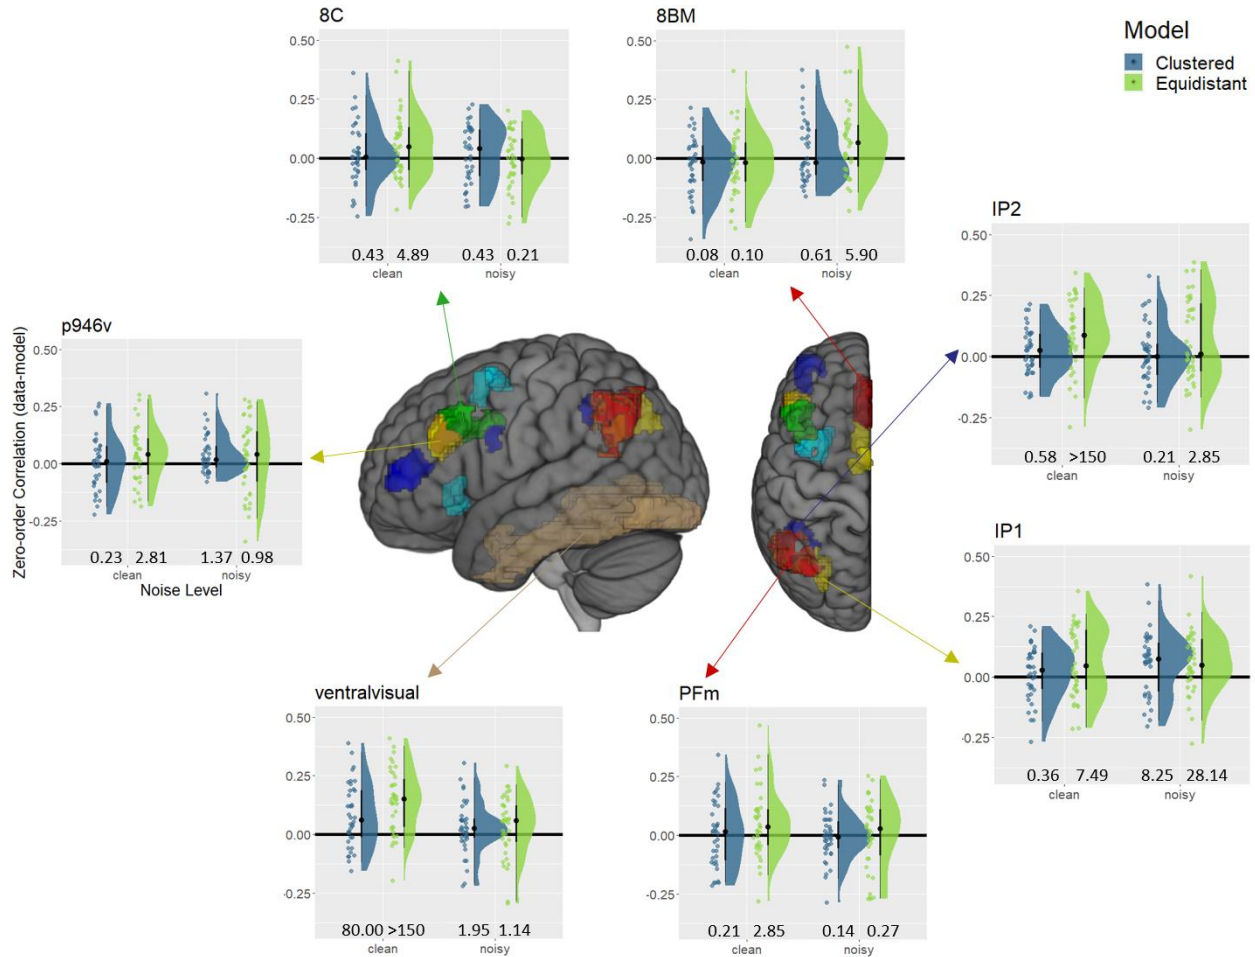 8C
0.50
0.25
0.00
-0.25
0.43 4.89 0.43 0.21
clean noisy
8BM
0.50
0.25
0.00
-0.25
0.08 0.10 0.61 5.90
clean noisy
Model
Clustered
Equidistant
IP2
0.50
0.25
0.00
-0.25
0.58 >150 0.21 2.85
clean noisy
p946v
Zero-order Correlation (data-model)
0.50
0.25
0.00
-0.25
0.23 2.81 1.37 0.98
clean noisy
Noise Level
IP1
0.50
0.25
0.00
-0.25
0.36 7.49 8.25 28.14
clean noisy
ventralvisual
0.50
0.25
0.00
-0.25
80.00 >150 1.95 1.14
clean noisy
PFm
0.50
0.25
0.00
-0.25
0.21 2.85 0.14 0.27
clean noisy